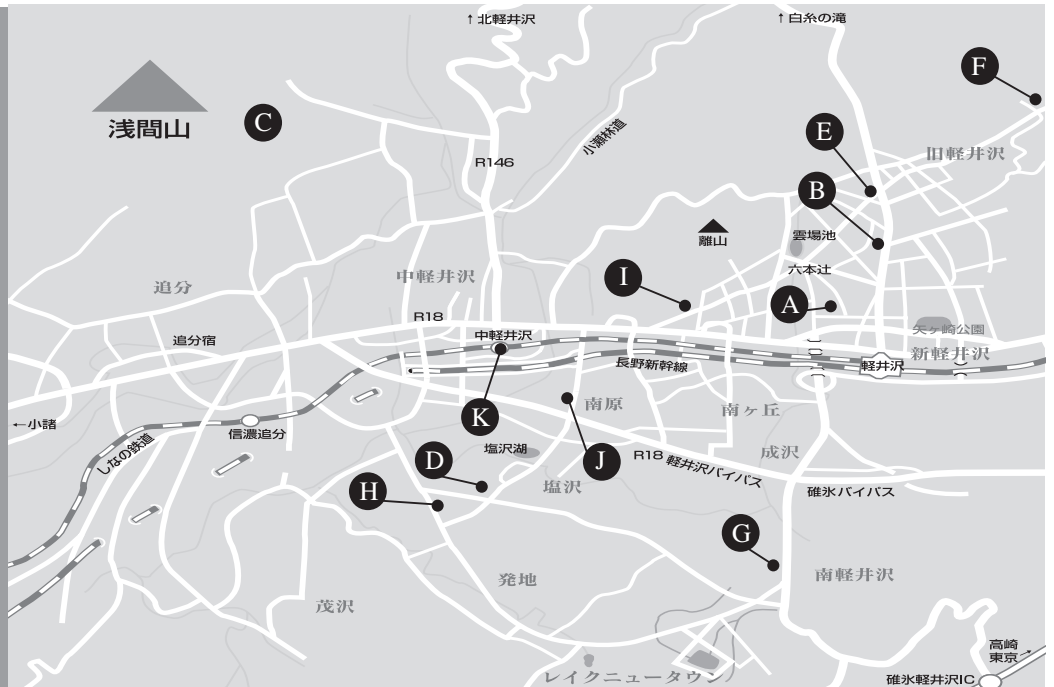 ↑北軽井沢
↑白糸の滝
F
浅間山
C
小瀬林道
E
旧軽井沢
R146
B
離山
雲場池
六本辻
追分
中軽井沢
I
A
R18
矢ヶ崎公園
追分宿
中軽井沢
新軽井沢
長野新幹線
軽井沢
←小諸
信濃追分
K
南原
南ヶ丘
しなの鉄道
塩沢湖
J
R18 軽井沢バイパス
成沢
D
塩沢
碓氷バイパス
H
G
発地
南軽井沢
茂沢
高崎
東京
レイクニュータウン
碓氷軽井沢IC